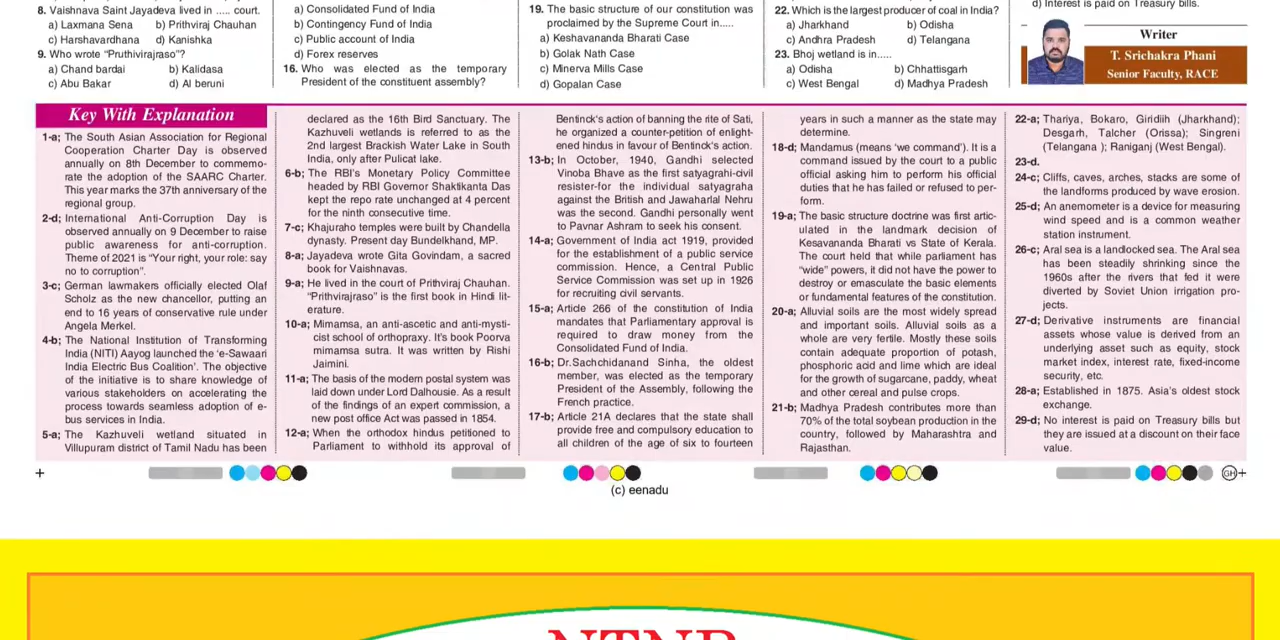 8. Vaishnava Saint Jayadeva lived in ..... court.
a) Laxmana Sena b) Prithviraj Chauhan
c) Harshavardhana d) Kanishka
9. Who wrote “Pruthivirajraso”?
a) Chand bardai b) Kalidasa
c) Abu Bakar d) Al beruni
a) Consolidated Fund of India
b) Contingency Fund of India
c) Public account of India
d) Forex reserves
16. Who was elected as the temporary
President of the constituent assembly?
19. The basic structure of our constitution was
proclaimed by the Supreme Court in.....
a) Keshavananda Bharati Case
b) Golak Nath Case
c) Minerva Mills Case
d) Gopalan Case
22. Which is the largest producer of coal in India?
a) Jharkhand b) Odisha
c) Andhra Pradesh d) Telangana
23. Bhoj wetland is in.....
a) Odisha b) Chhattisgarh
c) West Bengal d) Madhya Pradesh
d) Interest is paid on Treasury bills.
Writer
T. Srichakra Phani
Senior Faculty, RACE
Key With Explanation
1-a; The South Asian Association for Regional
Cooperation Charter Day is observed
annually on 8th December to commemo-
rate the adoption of the SAARC Charter.
This year marks the 37th anniversary of the
regional group.
2-d; International Anti-Corruption Day is
observed annually on 9 December to raise
public awareness for anti-corruption.
Theme of 2021 is “Your right, your role: say
no to corruption”.
3-c; German lawmakers officially elected Olaf
Scholz as the new chancellor, putting an
end to 16 years of conservative rule under
Angela Merkel.
4-b; The National Institution of Transforming
India (NITI) Aayog launched the ‘e-Sawaari
India Electric Bus Coalition’. The objective
of the initiative is to share knowledge of
various stakeholders on accelerating the
process towards seamless adoption of e-
bus services in India.
5-a; The Kazhuveli wetland situated in
Villupuram district of Tamil Nadu has been
declared as the 16th Bird Sanctuary. The
Kazhuveli wetlands is referred to as the
2nd largest Brackish Water Lake in South
India, only after Pulicat lake.
6-b; The RBI's Monetary Policy Committee
headed by RBI Governor Shaktikanta Das
kept the repo rate unchanged at 4 percent
for the ninth consecutive time.
7-c; Khajuraho temples were built by Chandella
dynasty. Present day Bundelkhand, MP.
8-a; Jayadeva wrote Gita Govindam, a sacred
book for Vaishnavas.
9-a; He lived in the court of Prithviraj Chauhan.
“Prithvirajraso” is the first book in Hindi lit-
erature.
10-a; Mimamsa, an anti-ascetic and anti-mysti-
cist school of orthopraxy. It's book Poorva
mimamsa sutra. It was written by Rishi
Jaimini.
11-a; The basis of the modem postal system was
laid down under Lord Dalhousie. As a result
of the findings of an expert commission, a
new post office Act was passed in 1854.
12-a; When the orthodox hindus petitioned to
Parliament to withhold its approval of
Bentinck's action of banning the rite of Sati,
he organized a counter-petition of enlight-
ened hindus in favour of Bentinck's action.
13-b; In October, 1940, Gandhi selected
Vinoba Bhave as the first satyagrahi-civil
resister-for the individual satyagraha
against the British and Jawaharlal Nehru
was the second. Gandhi personally went
to Pavnar Ashram to seek his consent.
14-a; Government of India act 1919, provided
for the establishment of a public service
commission. Hence, a Central Public
Service Commission was set up in 1926
for recruiting civil servants.
15-a; Article 266 of the constitution of India
mandates that Parliamentary approval is
required to draw money from the
Consolidated Fund of India.
16-b; Dr.Sachchidanand Sinha, the oldest
member, was elected as the temporary
President of the Assembly, following the
French practice.
17-b; Article 21A declares that the state shall
provide free and compulsory education to
all children of the age of six to fourteen
years in such a manner as the state may
determine.
18-d; Mandamus (means ‘we command’). It is a
command issued by the court to a public
official asking him to perform his official
duties that he has failed or refused to per-
form.
19-a; The basic structure doctrine was first artic-
ulated in the landmark decision of
Kesavananda Bharati vs State of Kerala.
The court held that while parliament has
“wide” powers, it did not have the power to
destroy or emasculate the basic elements
or fundamental features of the constitution.
20-a; Alluvial soils are the most widely spread
and important soils. Alluvial soils as a
whole are very fertile. Mostly these soils
contain adequate proportion of potash,
phosphoric acid and lime which are ideal
for the growth of sugarcane, paddy, wheat
and other cereal and pulse crops.
21-b; Madhya Pradesh contributes more than
70% of the total soybean production in the
country, followed by Maharashtra and
Rajasthan.
22-a; Thariya, Bokaro, Giridiih (Jharkhand);
Desgarh, Talcher (Orissa); Singreni
(Telangana ); Raniganj (West Bengal).
23-d.
24-c; Cliffs, caves, arches, stacks are some of
the landforms produced by wave erosion.
25-d; An anemometer is a device for measuring
wind speed and is a common weather
station instrument.
26-c; Aral sea is a landlocked sea. The Aral sea
has been steadily shrinking since the
1960s after the rivers that fed it were
diverted by Soviet Union irrigation pro-
jects.
27-d; Derivative instruments are financial
assets whose value is derived from an
underlying asset such as equity, stock
market index, interest rate, fixed-income
security, etc.
28-a; Established in 1875. Asia's oldest stock
exchange.
29-d; No interest is paid on Treasury bills but
they are issued at a discount on their face
value.
GH
(c) eenadu